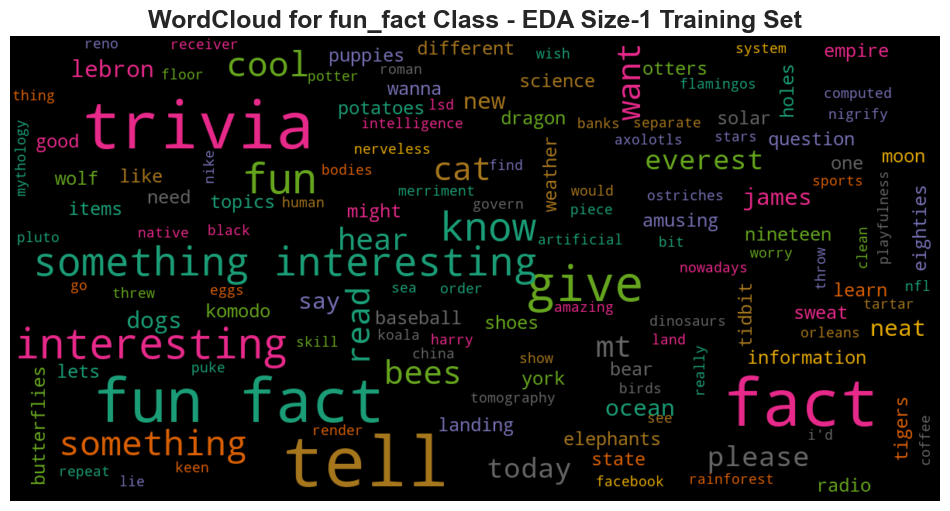 WordCloud for fun_fact Class - EDA Size-1 Training Set
reno receiver
lebron floor cool potter puppies different wish system empire
thing trivia roman wanna science want otters flamingos holes computed
potatoes lsd new solar nigrify
good intelligence dragon banks separate axolotls stars question
mythology nike nerveless
wolf like fun bodies cat find weather everest one moon
items need topics human merriment would ostriches james sports
might govern piece amusing playfulness eighties
pluto native black hear know artificial bit nineteen clean
something interesting worry throw
go threw eggs sea order give nowadays learn nfl
say read amazing tidbit tartar
dogs komodo baseball shoes dinosaurs sweat neat
interesting skill koala harry mt land orleans
lets puke china show bear really information
butterflies fun fact bees york birds fact
tomography ocean see
something render tell landing elephants i'd tigers coffee
repeat keen today state please
lie facebook rainforest radio